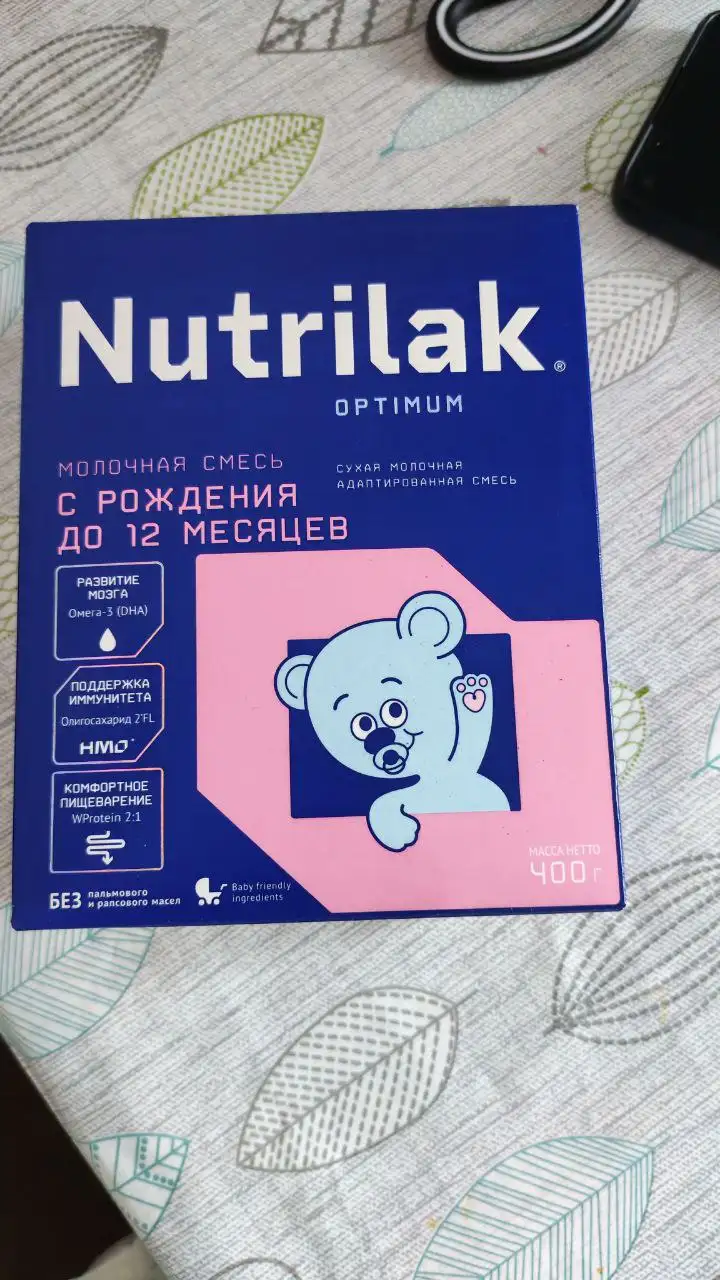 Nutrilak®
OPTIMUM
МОЛОЧНАЯ СМЕСЬ
С РОЖДЕНИЯ
ДО 12 МЕСЯЦЕВ
СУХАЯ МОЛОЧНАЯ
АДАПТИРОВАННАЯ СМЕСЬ
РАЗВИТИЕ
МОЗГА
Омега-3 (DHA)
ПОДДЕРЖКА
ИММУНИТЕТА
Олигосахарид 2'FL
HMO
КОМФОРТНОЕ
ПИЩЕВАРЕНИЕ
WProtein 2:1
БЕЗ пальмового
и рапсового масел
Baby friendly
ingredients
МАССА НЕТТО
400 г